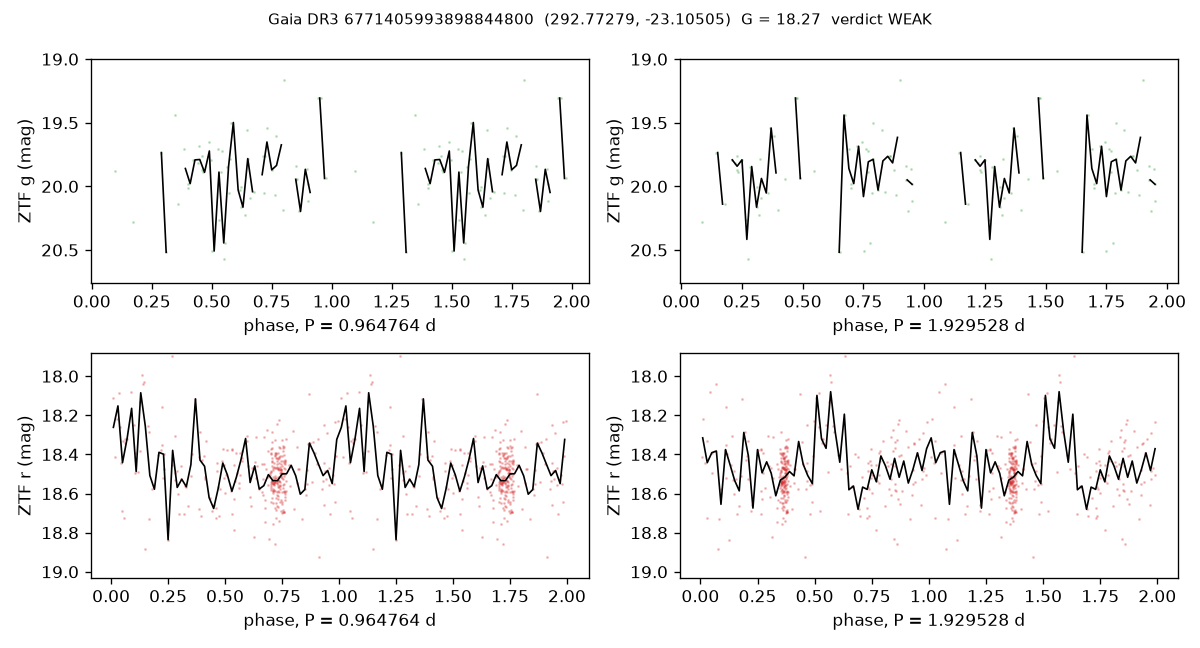 Gaia DR3 6771405993898844800 (292.77279, -23.10505) G = 18.27 verdict WEAK
ZTF g (mag)
19.0
19.5
20.0
20.5
0.00 0.25 0.50 0.75 1.00 1.25 1.50 1.75 2.00
phase, P = 0.964764 d
ZTF g (mag)
19.0
19.5
20.0
20.5
0.00 0.25 0.50 0.75 1.00 1.25 1.50 1.75 2.00
phase, P = 1.929528 d
ZTF r (mag)
18.0
18.2
18.4
18.6
18.8
19.0
0.00 0.25 0.50 0.75 1.00 1.25 1.50 1.75 2.00
phase, P = 0.964764 d
ZTF r (mag)
18.0
18.2
18.4
18.6
18.8
19.0
0.00 0.25 0.50 0.75 1.00 1.25 1.50 1.75 2.00
phase, P = 1.929528 d